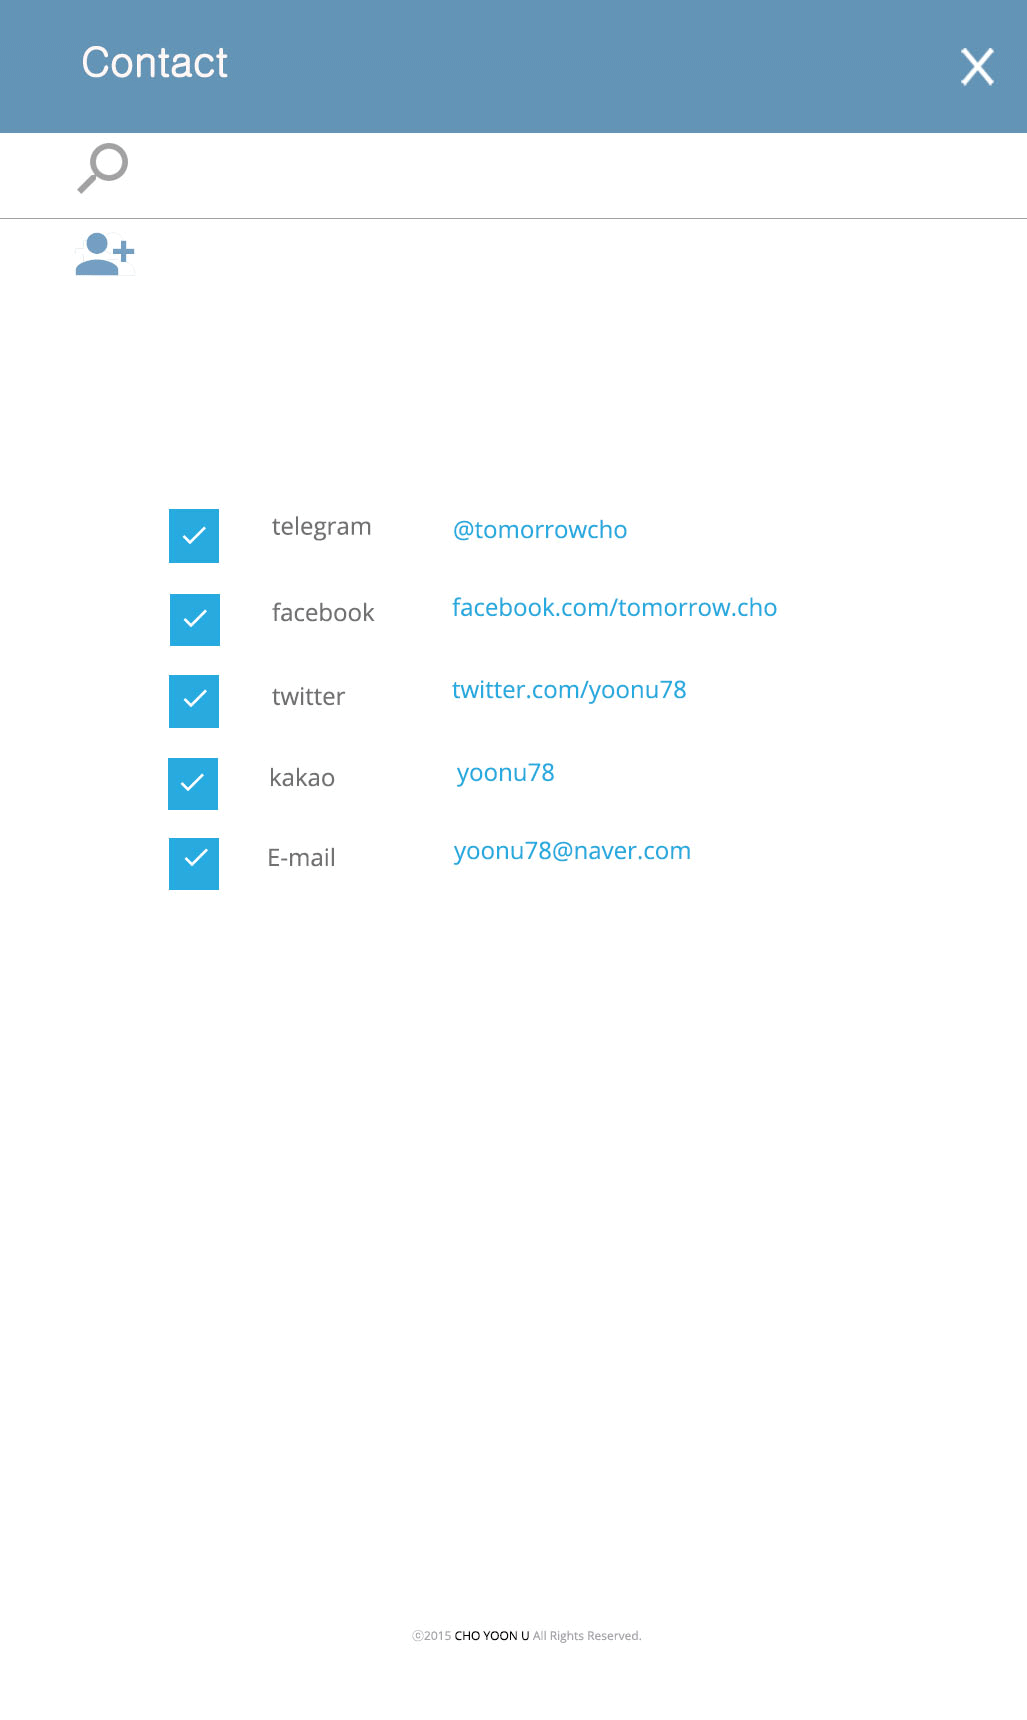 Contact
telegram @tomorrowcho
facebook facebook.com/tomorrow.cho
twitter twitter.com/yoonu78
kakao yoonu78
E-mail yoonu78@naver.com
ⓒ2015 CHO YOON U All Rights Reserved.